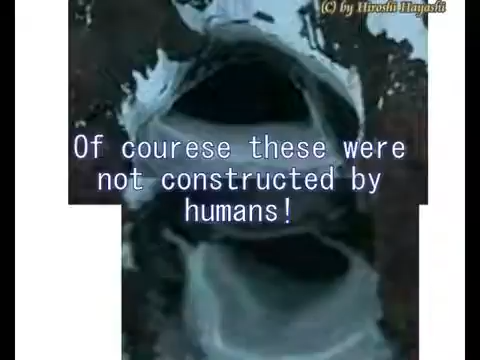 (C) by Hiroshi Hayashi
Of courese these were
not constructed by
humans!